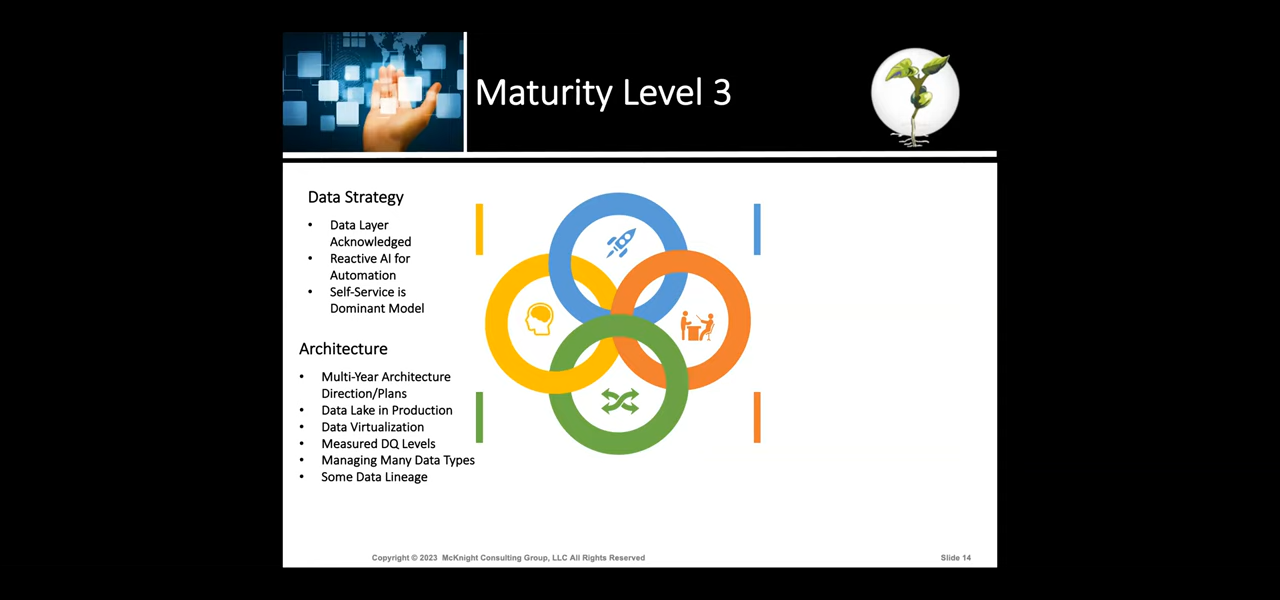 Maturity Level 3
Data Strategy
• Data Layer
Acknowledged
• Reactive AI for
Automation
• Self-Service is
Dominant Model
Architecture
• Multi-Year Architecture
Direction/Plans
• Data Lake in Production
• Data Virtualization
• Measured DQ Levels
• Managing Many Data Types
• Some Data Lineage
Copyright © 2023 McKnight Consulting Group, LLC All Rights Reserved
Slide 14